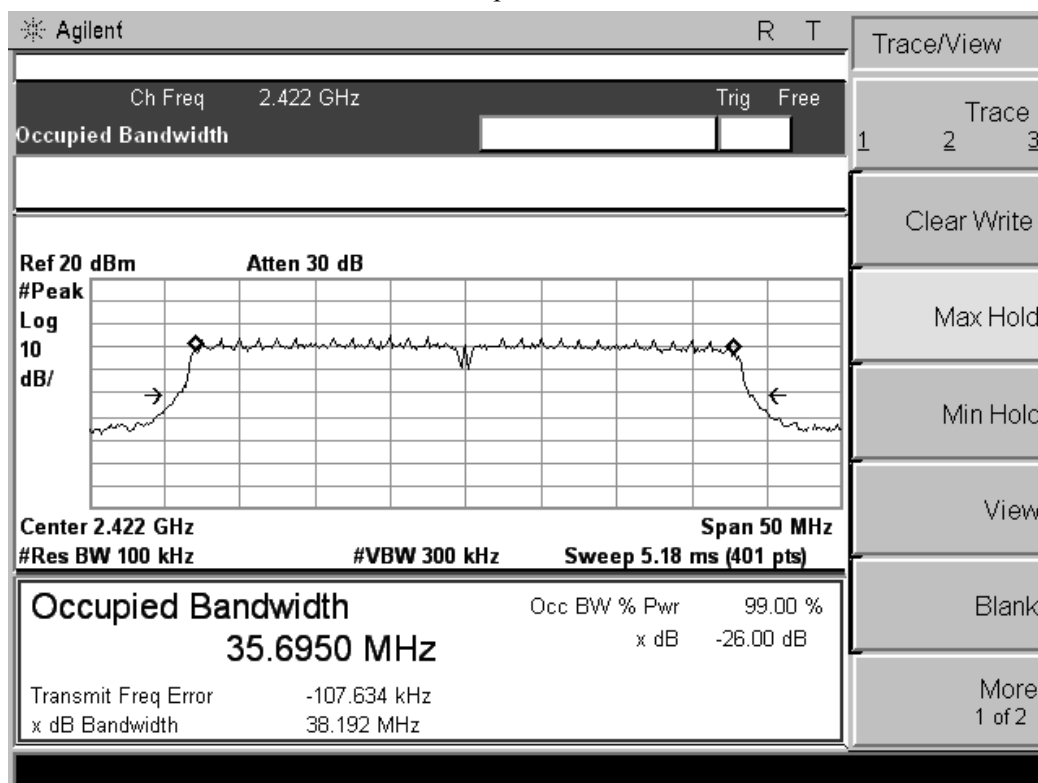 Agilent R T
Ch Freq 2.422 GHz Trig Free
Occupied Bandwidth
Ref 20 dBm Atten 30 dB
#Peak
Log
10
dB/
Center 2.422 GHz Span 50 MHz
#Res BW 100 kHz #VBW 300 kHz Sweep 5.18 ms (401 pts)
Occupied Bandwidth Occ BW % Pwr 99.00 %
35.6950 MHz x dB -26.00 dB
Transmit Freq Error -107.634 kHz
x dB Bandwidth 38.192 MHz
Trace/View
Trace
1 2 3
Clear Write
Max Hold
Min Hold
View
Blank
More
1 of 2